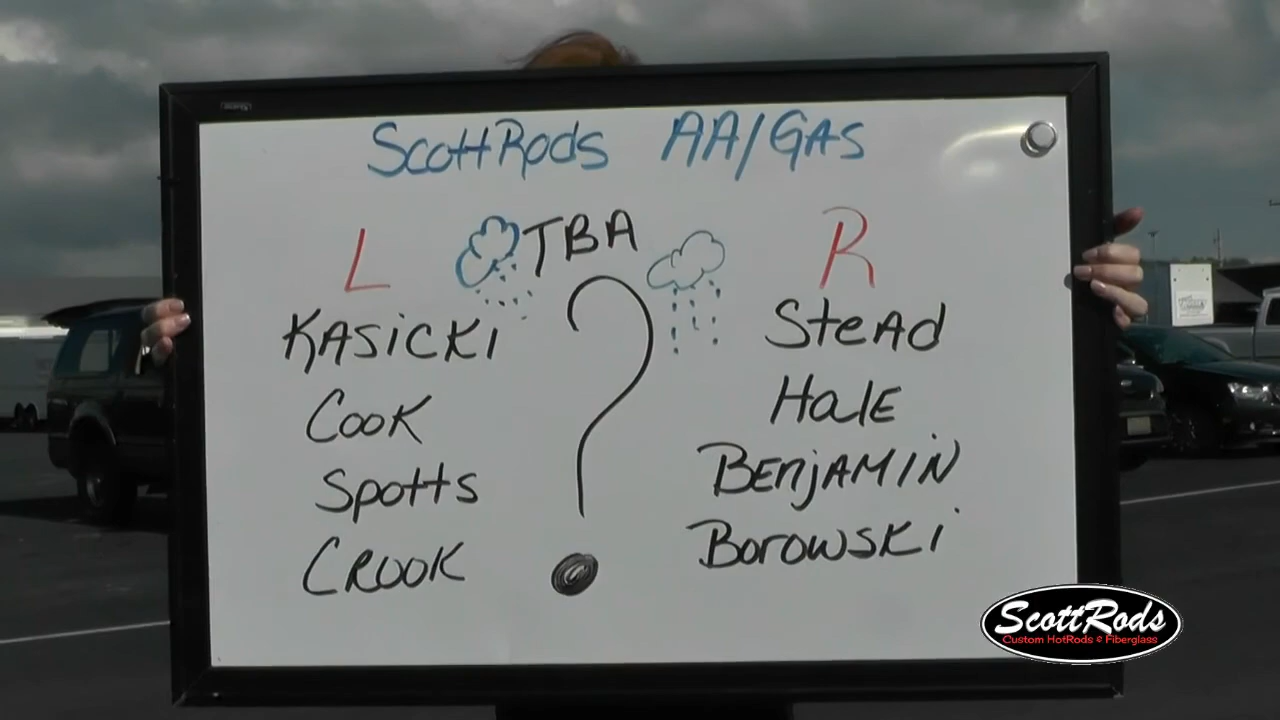 ScottRods AA/GAS
L TBA R
KASiCKi Stead
Cook HalE
Spotts BENjAMIN
CROOK BorowsKi
?
ScottRods
Custom HotRods & Fiberglass